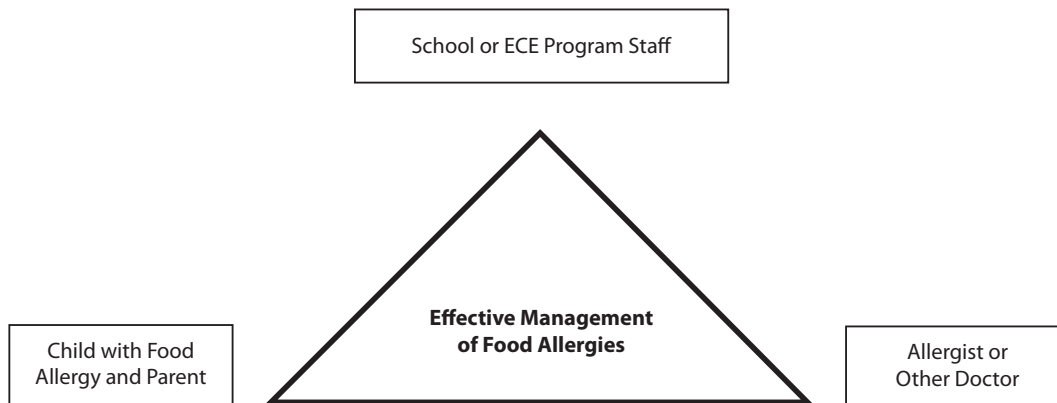 School or ECE Program Staff
Effective Management
of Food Allergies
Child with Food
Allergy and Parent
Allergist or
Other Doctor